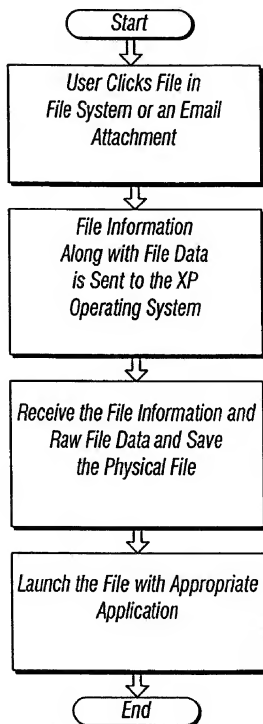 Start
User Clicks File in
File System or an Email
Attachment
File Information
Along with File Data
is Sent to the XP
Operating System
Receive the File Information and
Raw File Data and Save
the Physical File
Launch the File with Appropriate
Application
End